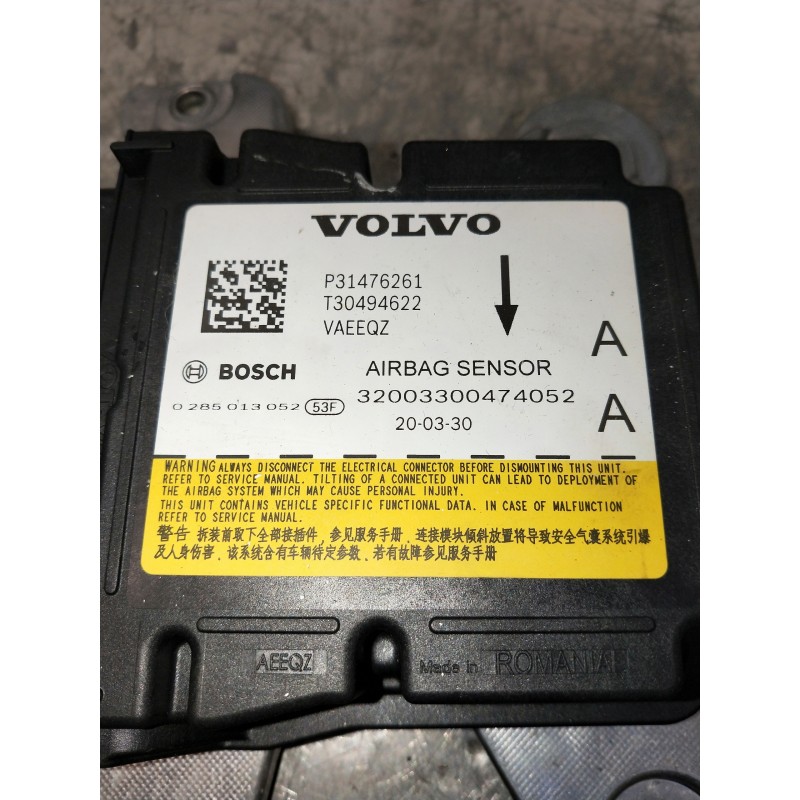 VOLVO
P31476261
T30494622
VAEEQZ
A
BOSCH
AIRBAG SENSOR
0 285 013 052 53F
32003300474052
A
20-03-30
WARNING ALWAYS DISCONNECT THE ELECTRICAL CONNECTOR BEFORE DISMOUNTING THIS UNIT.
REFER TO SERVICE MANUAL. TILTING OF A CONNECTED UNIT CAN LEAD TO DEPLOYMENT OF
THE AIRBAG SYSTEM WHICH MAY CAUSE PERSONAL INJURY.
THIS UNIT CONTAINS VEHICLE SPECIFIC FUNCTIONAL DATA. IN CASE OF MALFUNCTION
REFER TO SERVICE MANUAL.
警告 拆装前取下全部接插件，参见服务手册。连接模块倾斜放置将导致安全气囊系统引爆
及人身伤害。该系统含有车辆特定参数，若有故障参见服务手册
AEEQZ
Made in ROMANIA